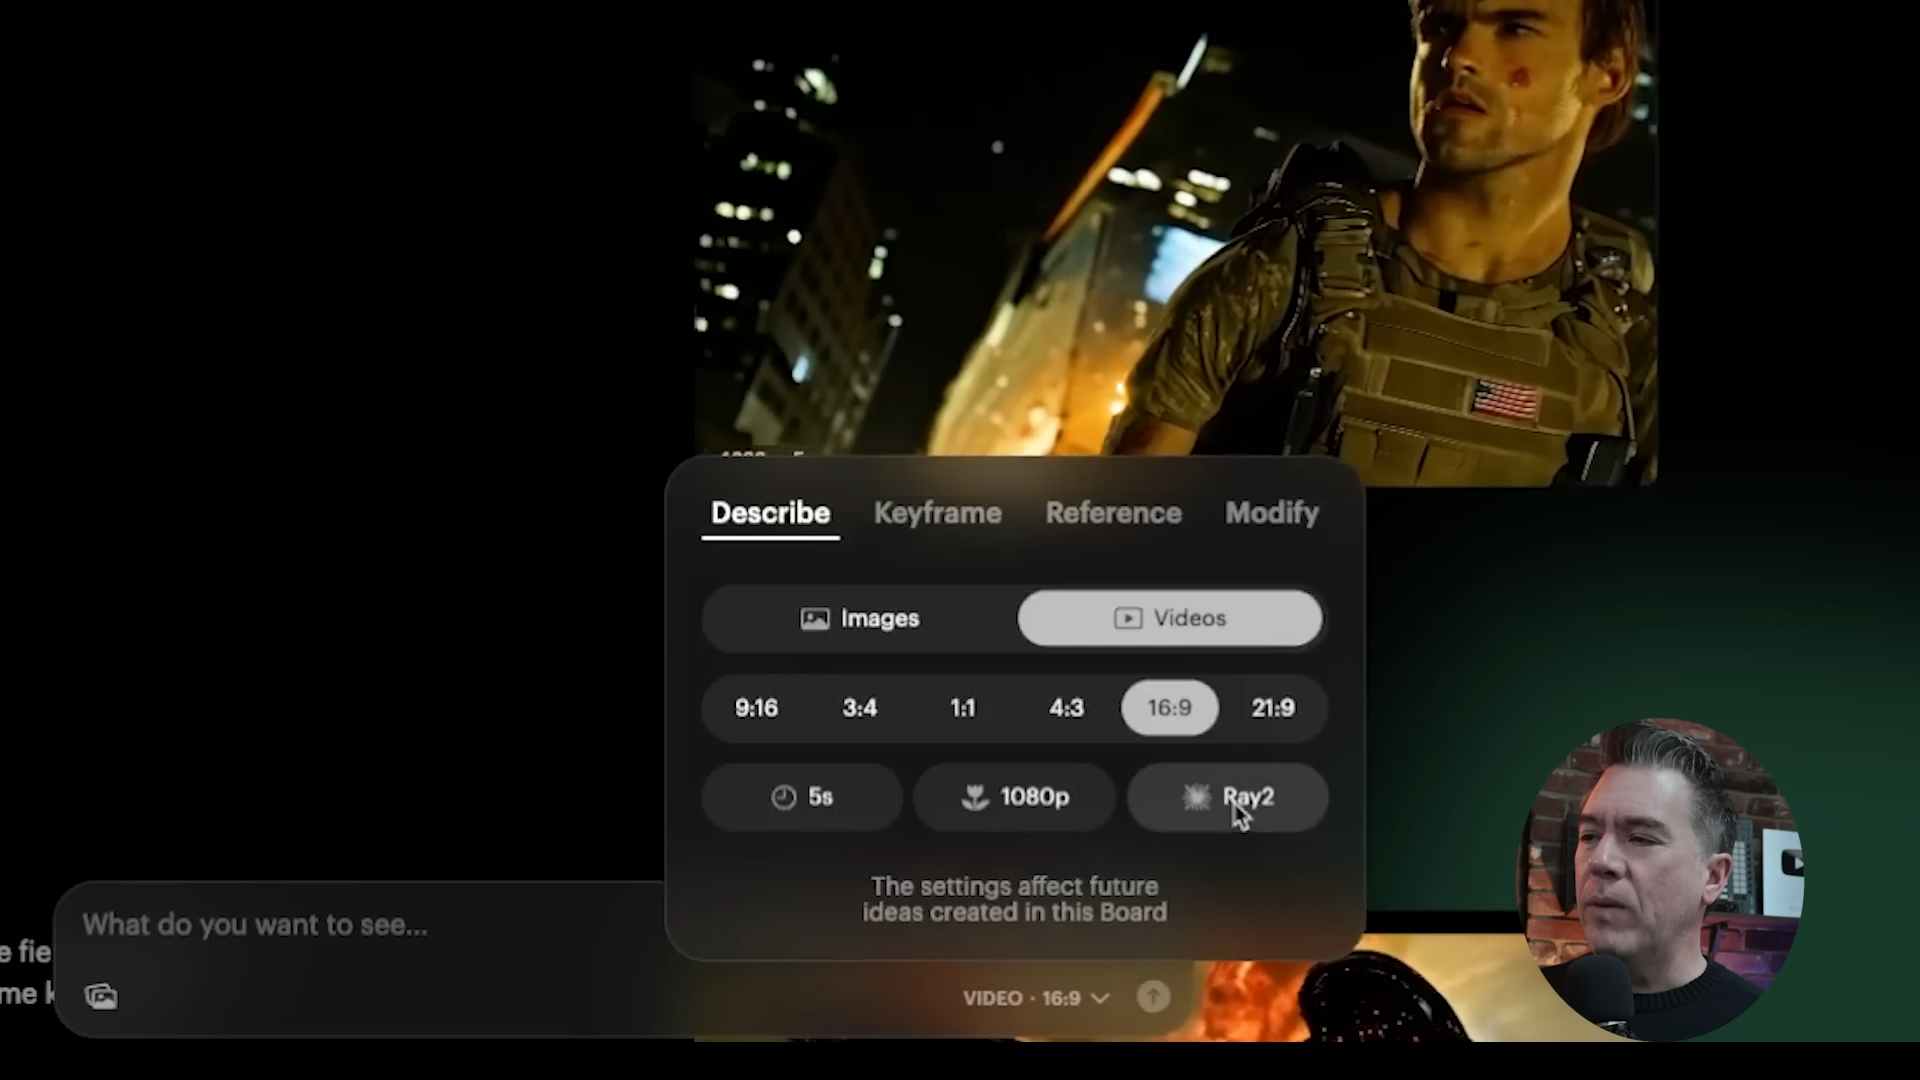 Describe Keyframe Reference Modify
Images Videos
9:16 3:4 1:1 4:3 16:9 21:9
5s 1080p Ray2
The settings affect future
ideas created in this Board
What do you want to see...
e fie
me k
VIDEO · 16:9